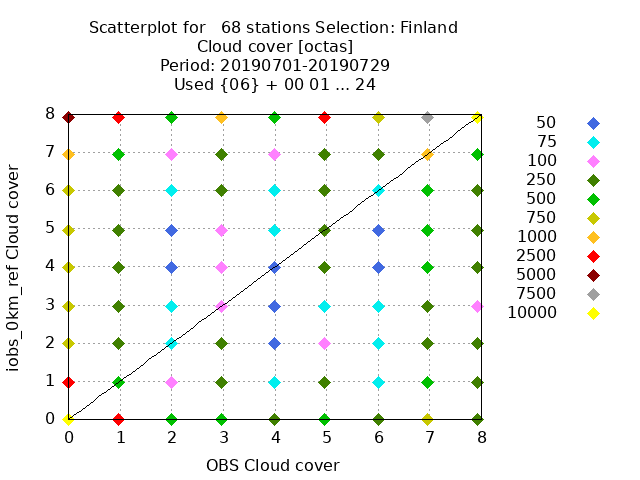 Scatterplot for   68 stations Selection: Finland
Cloud cover [octas]
Period: 20190701-20190729
Used {06} + 00 01 ... 24
8
7
6
5
4
3
2
1
0
iobs_0km_ref Cloud cover
0 1 2 3 4 5 6 7 8
OBS Cloud cover
50
75
100
250
500
750
1000
2500
5000
7500
10000